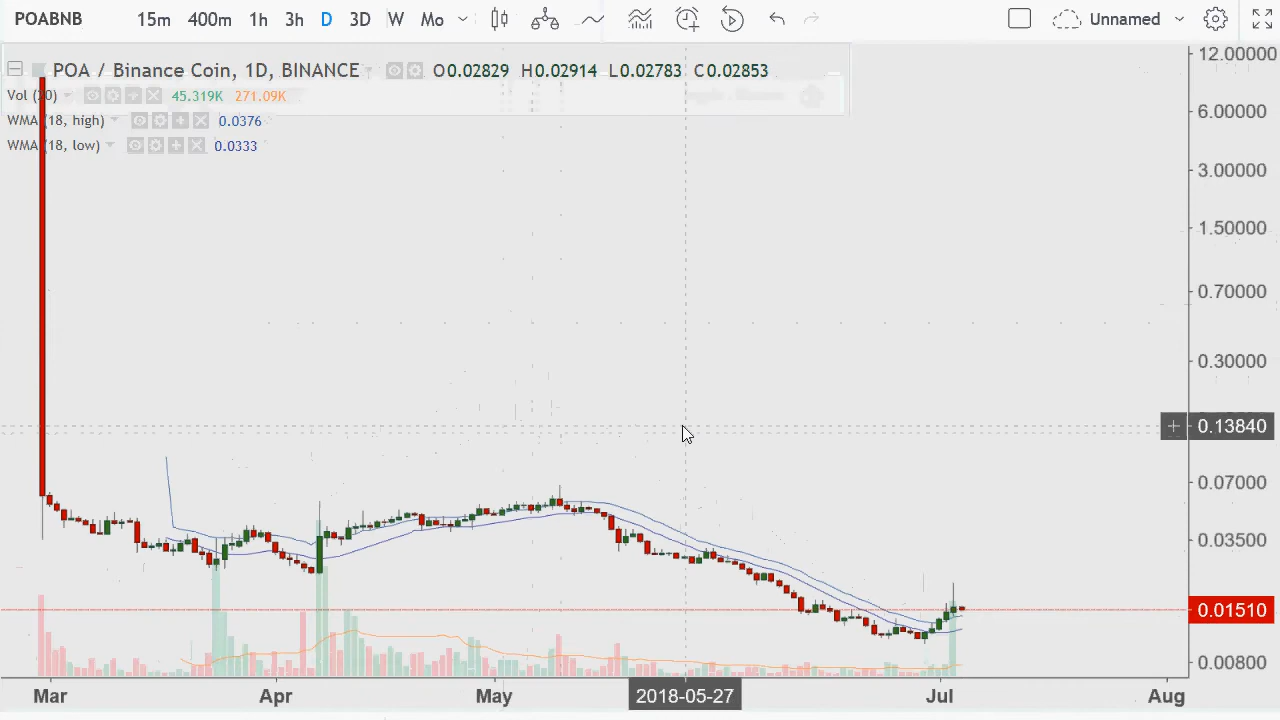 POABNB 15m 400m 1h 3h D 3D W Mo Unnamed
POA / Binance Coin, 1D, BINANCE O0.02829 H0.02914 L0.02783 C0.02853
Vol (20) 45.319K 271.09K
WMA (18, high) 0.0376
WMA (18, low) 0.0333
12.00000
6.00000
3.00000
1.50000
0.70000
0.30000
0.13840
0.07000
0.03500
0.01510
0.00800
Mar Apr May 2018-05-27 Jul Aug